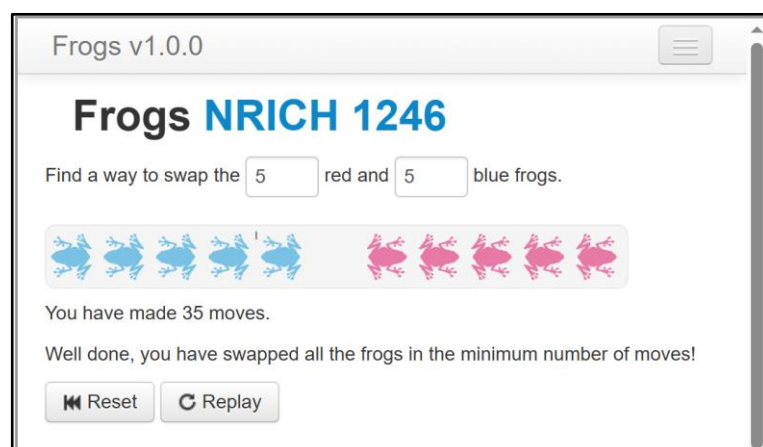 Frogs v1.0.0
Frogs NRICH 1246
Find a way to swap the 5 red and 5 blue frogs.
You have made 35 moves.
Well done, you have swapped all the frogs in the minimum number of moves!
Reset Replay